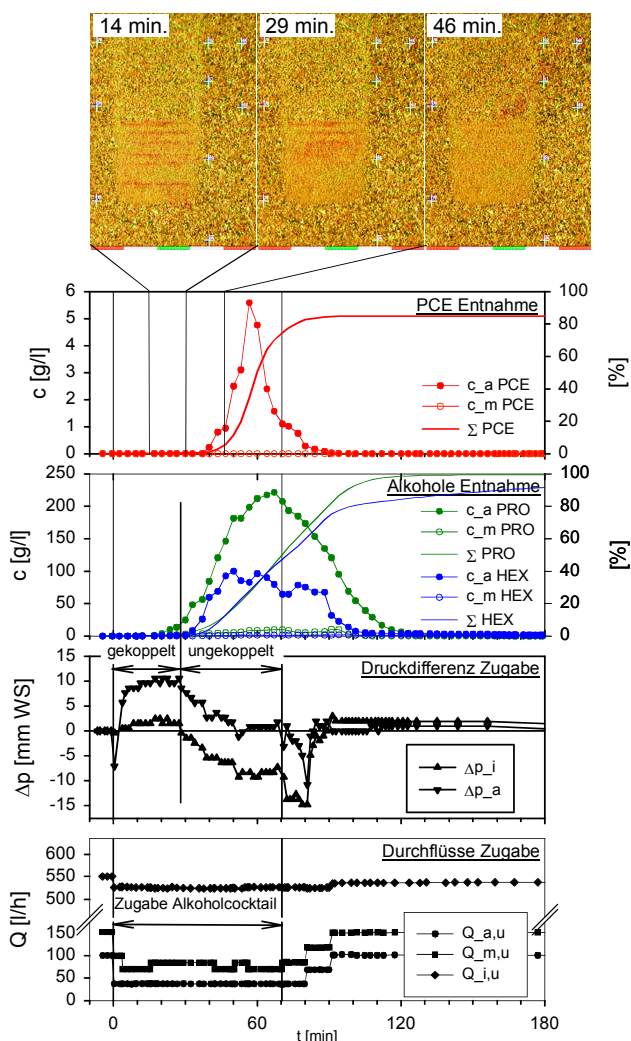 14 min.
29 min.
46 min.
PCE Entnahme
c [g/l]
6
5
4
3
2
1
0
100
80
60
40
20
0
[%]
c_a PCE
c_m PCE
Σ PCE
Alkohole Entnahme
c [g/l]
250
200
150
100
50
0
100
80
60
40
20
0
[%]
c_a PRO
c_m PRO
Σ PRO
c_a HEX
c_m HEX
Σ HEX
gekoppelt
ungekoppelt
Druckdifferenz Zugabe
Δp [mm WS]
15
10
5
0
-5
-10
-15
Δp_i
Δp_a
Durchflüsse Zugabe
Q [l/h]
600
550
500
150
100
50
0
Zugabe Alkoholcocktail
Q_a,u
Q_m,u
Q_i,u
0
60
120
180
t [min]